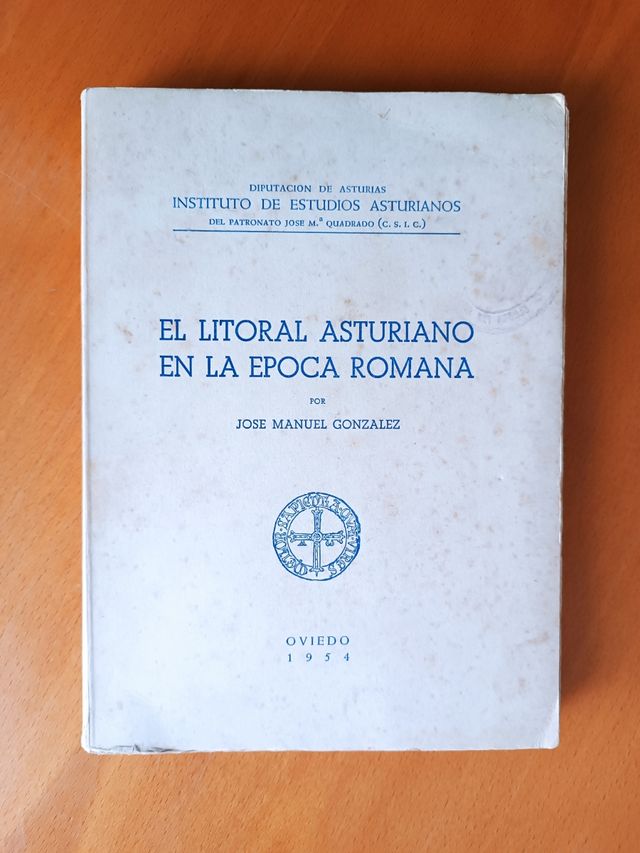 DIPUTACION DE ASTURIAS
INSTITUTO DE ESTUDIOS ASTURIANOS
DEL PATRONATO JOSE M.ª QUADRADO (C. S. I. C.)
EL LITORAL ASTURIANO
EN LA EPOCA ROMANA
POR
JOSE MANUEL GONZALEZ
OVIEDO
1954